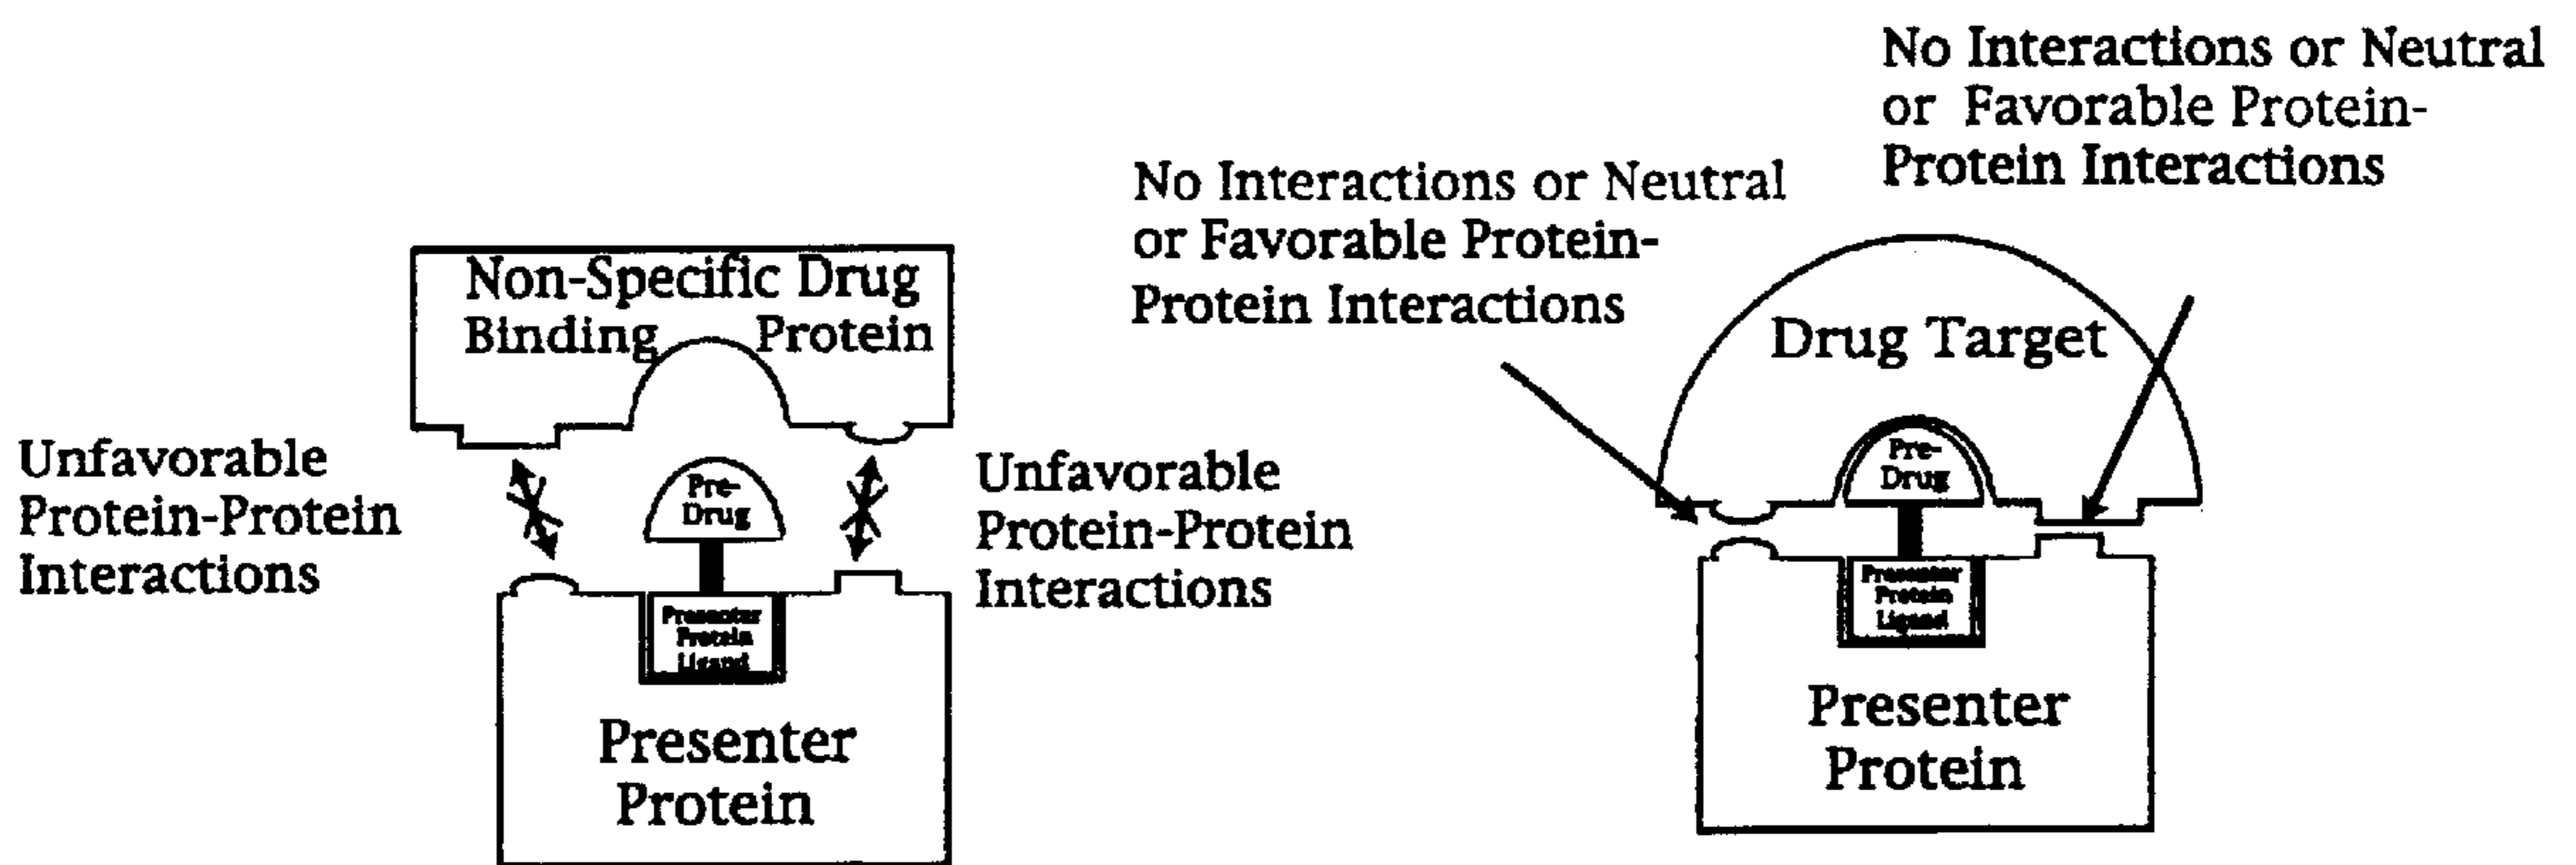 Non-Specific Drug
Binding Protein
Unfavorable
Protein-Protein
Interactions
Pre-
Drug
Unfavorable
Protein-Protein
Interactions
Presenter
Protein
Ligand
Presenter
Protein
No Interactions or Neutral
or Favorable Protein-
Protein Interactions
No Interactions or Neutral
or Favorable Protein-
Protein Interactions
Drug Target
Pre-
Drug
Presenter
Protein
Ligand
Presenter
Protein